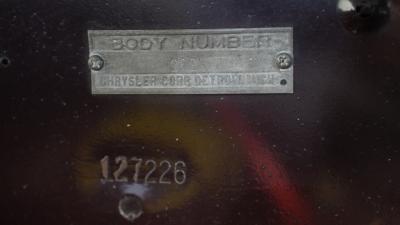 BODY NUMBER
CHRYSLER CORP. DETROIT, MICH.
127226